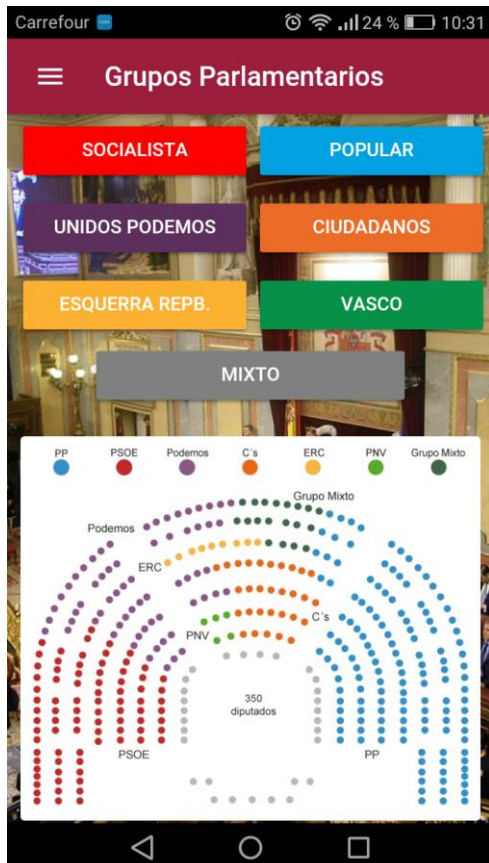 Carrefour 24 % 10:31
Grupos Parlamentarios
SOCIALISTA POPULAR
UNIDOS PODEMOS CIUDADANOS
ESQUERRA REPB. VASCO
MIXTO
PP PSOE Podemos C´s ERC PNV Grupo Mixto
Grupo Mixto
Podemos
ERC
C´s
PNV
350
diputados
PSOE PP